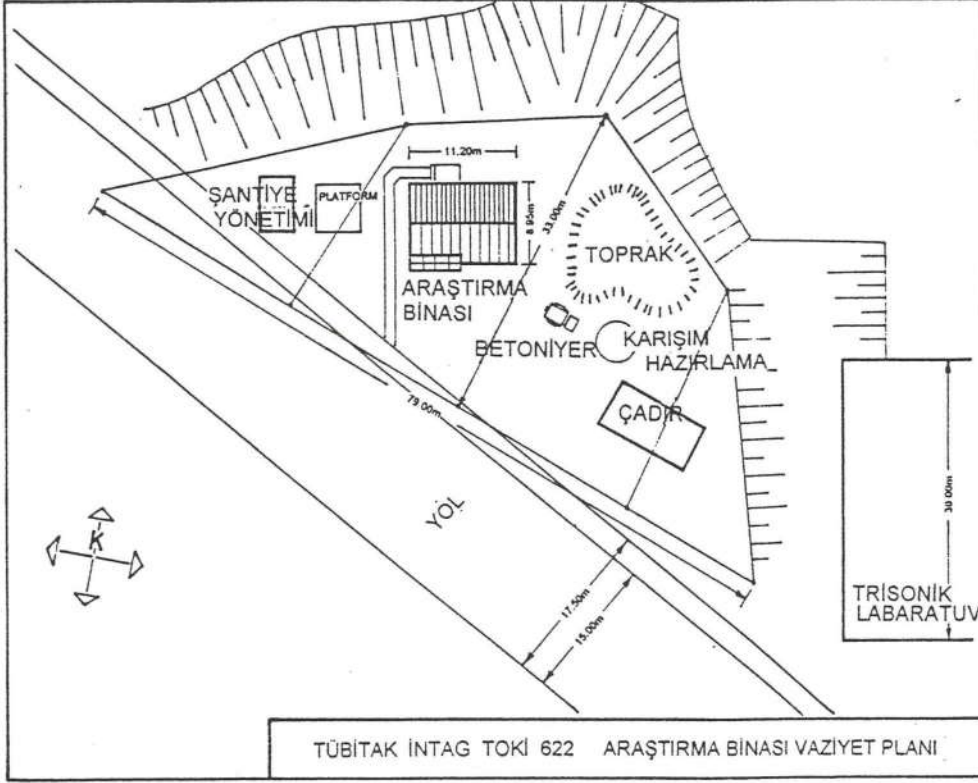 11.20m
ŞANTİYE
YÖNETİMİ
PLATFORM
8.95m
33.00m
TOPRAK
ARAŞTIRMA
BİNASI
BETONİYER
KARIŞIM
HAZIRLAMA
79.00m
ÇADIR
YOL
K
17.50m
15.00m
30.00m
TRİSONİK
LABARATUV
TÜBİTAK İNTAG TOKİ 622 ARAŞTIRMA BİNASI VAZİYET PLANI